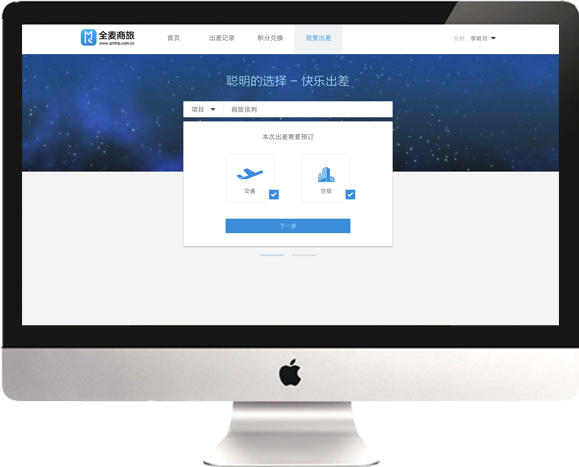 全麦商旅
www.qmtrip.com.cn
首页
出差记录
积分兑换
我要出差
你好，李明月
聪明的选择 – 快乐出差
项目
商旅谈判
本次出差需要预订
交通
住宿
下一步